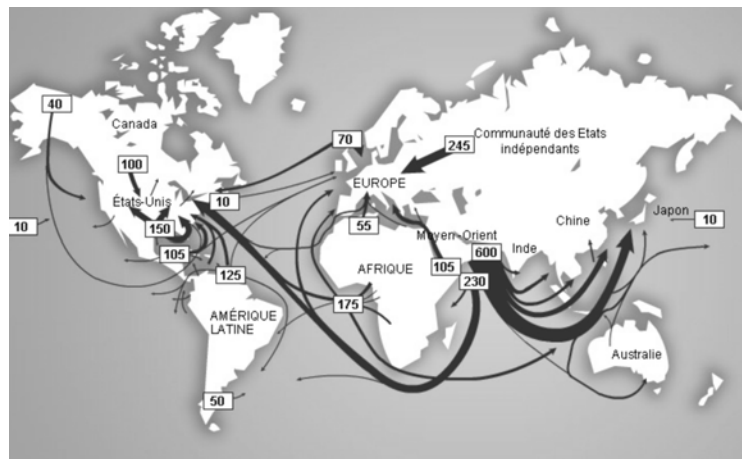 40
Canada
70
Communauté des Etats
indépendants
245
100
EUROPE
États-Unis
10
Chine
Japon
10
10
150
55
Moyen-Orient
Inde
600
105
AFRIQUE
105
125
230
175
AMÉRIQUE
LATINE
Australie
50